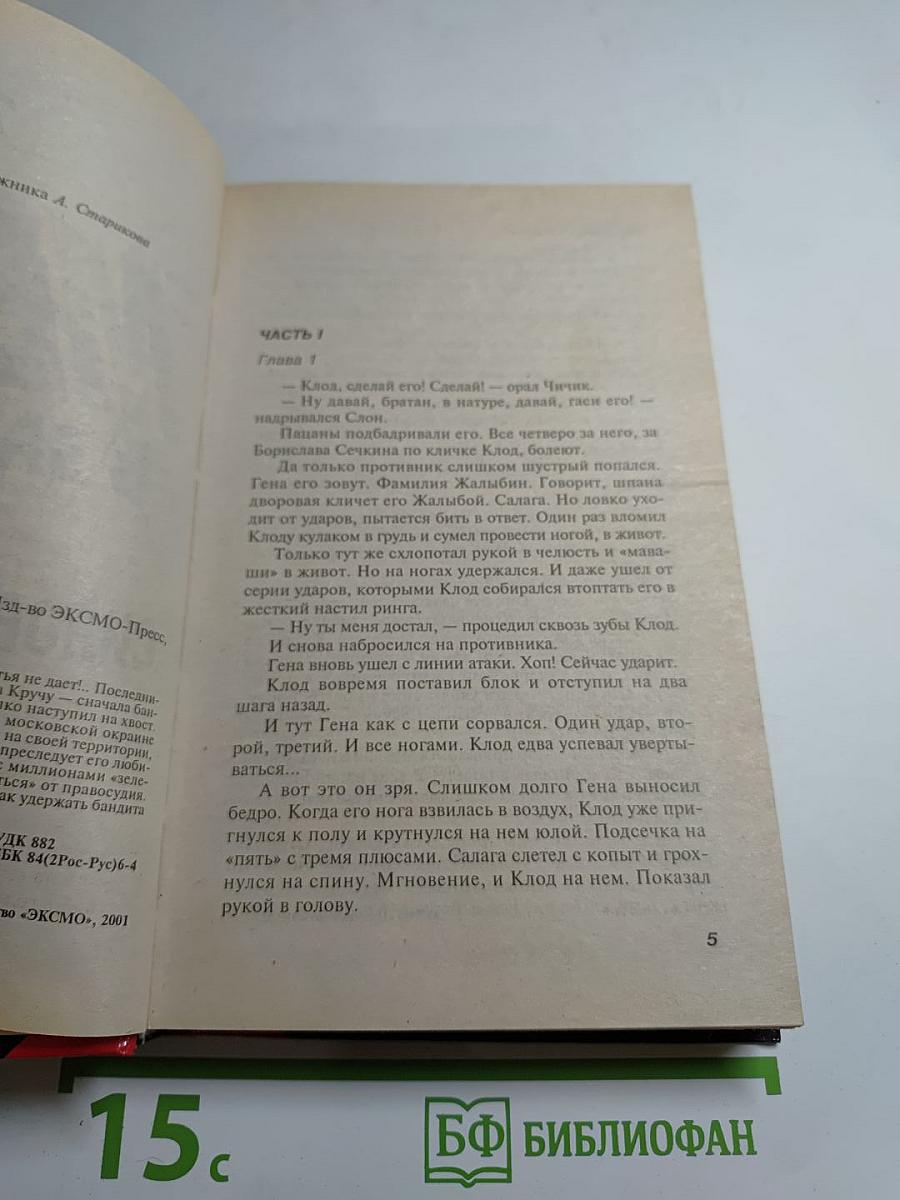 жника А. Старикова
Изд-во ЭКСМО-Пресс,
тья не дает!.. Последни-
а Кручу — сначала бан-
ко наступил на хвост.
московской окраине
на своей территории,
преследует его люби-
с миллионами «зеле-
ться» от правосудия.
ак удержать бандита
УДК 882
ББК 84(2Рос-Рус)6-4
тво «ЭКСМО», 2001
ЧАСТЬ I
Глава 1
— Клод, сделай его! Сделай! — орал Чичик.
— Ну давай, братан, в натуре, давай, гаси его! —
надрывался Слон.
Пацаны подбадривали его. Все четверо за него, за
Борислава Сечкина по кличке Клод, болеют.
Да только противник слишком шустрый попался.
Гена его зовут. Фамилия Жалыбин. Говорит, шпана
дворовая кличет его Жалыбой. Салага. Но ловко ухо-
дит от ударов, пытается бить в ответ. Один раз вломил
Клоду кулаком в грудь и сумел провести ногой, в живот.
Только тут же схлопотал рукой в челюсть и «мава-
ши» в живот. Но на ногах удержался. И даже ушел от
серии ударов, которыми Клод собирался втоптать его в
жесткий настил ринга.
— Ну ты меня достал, — процедил сквозь зубы Клод.
И снова набросился на противника.
Гена вновь ушел с линии атаки. Хоп! Сейчас ударит.
Клод вовремя поставил блок и отступил на два
шага назад.
И тут Гена как с цепи сорвался. Один удар, вто-
рой, третий. И все ногами. Клод едва успевал уверты-
ваться...
А вот это он зря. Слишком долго Гена выносил
бедро. Когда его нога взвилась в воздух, Клод уже при-
гнулся к полу и крутнулся на нем юлой. Подсечка на
«пять» с тремя плюсами. Салага слетел с копыт и грох-
нулся на спину. Мгновение, и Клод на нем. Показал
рукой в голову.
5
15 с
БФ БИБЛИОФАН